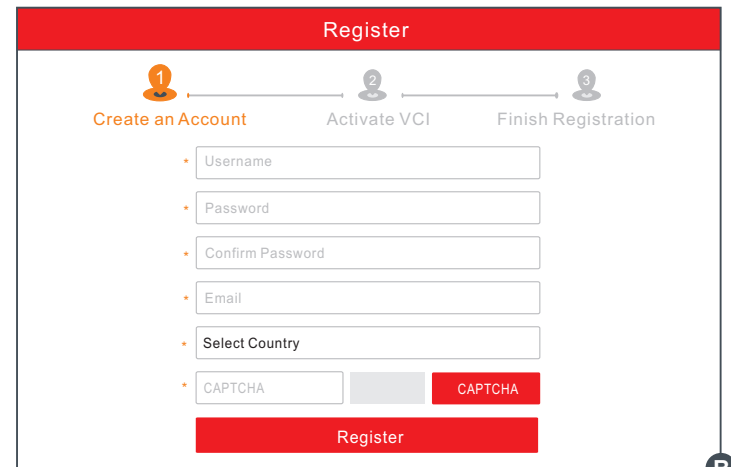 Register
1 2 3
Create an Account Activate VCI Finish Registration
* Username
* Password
* Confirm Password
* Email
* Select Country
* CAPTCHA CAPTCHA
Register